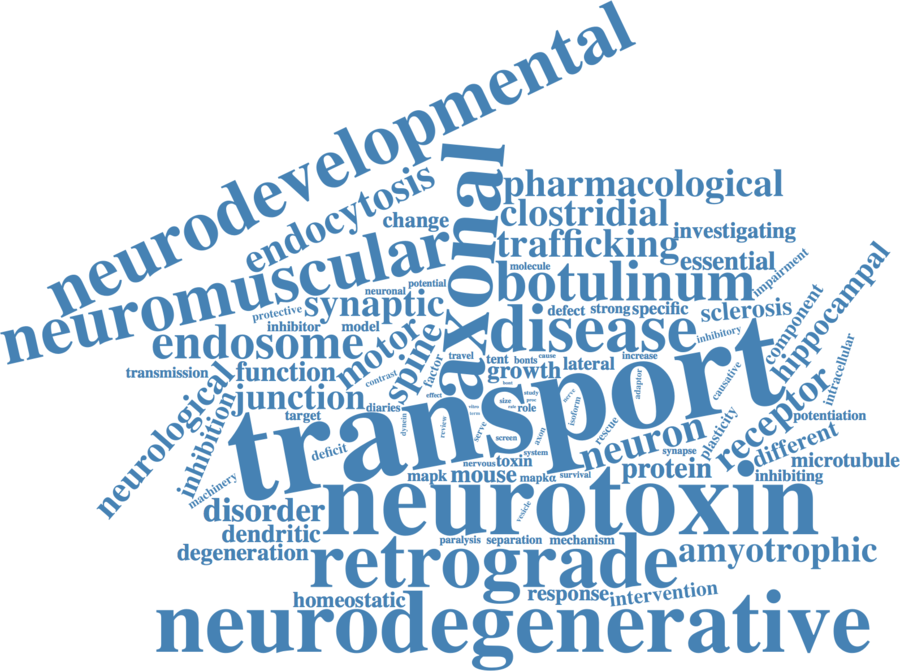 neurodevelopmental
axonal
endocytosis
pharmacological
change
clostridial
neuromuscular
trafficking
investigating
molecule
essential
potential
neuronal
botulinum
impairment
protective
synaptic
defect
strong
specific
sclerosis
inhibitor
model
endosome
motor
spine
disease
inhibitory
component
hippocampal
transmission
function
contrast
factor
travel
tent
bonts
cause
lateral
increase
growth
host
adaptor
causative
intracellular
neurological
inhibition
junction
target
diaries
effect
dynein
review
serve
size
role
study
nerve
isoform
rescue
transport
plasticity
receptor
potentiation
deficit
screen
axon
neuron
different
system
synapse
nervous
toxin
protein
microtubule
machinery
mapk
mouse
mapkα
survival
inhibiting
disorder
neurotoxin
vesicle
dendritic
paralysis
separation
mechanism
degeneration
retrograde
amyotrophic
homeostatic
response
intervention
neurodegenerative